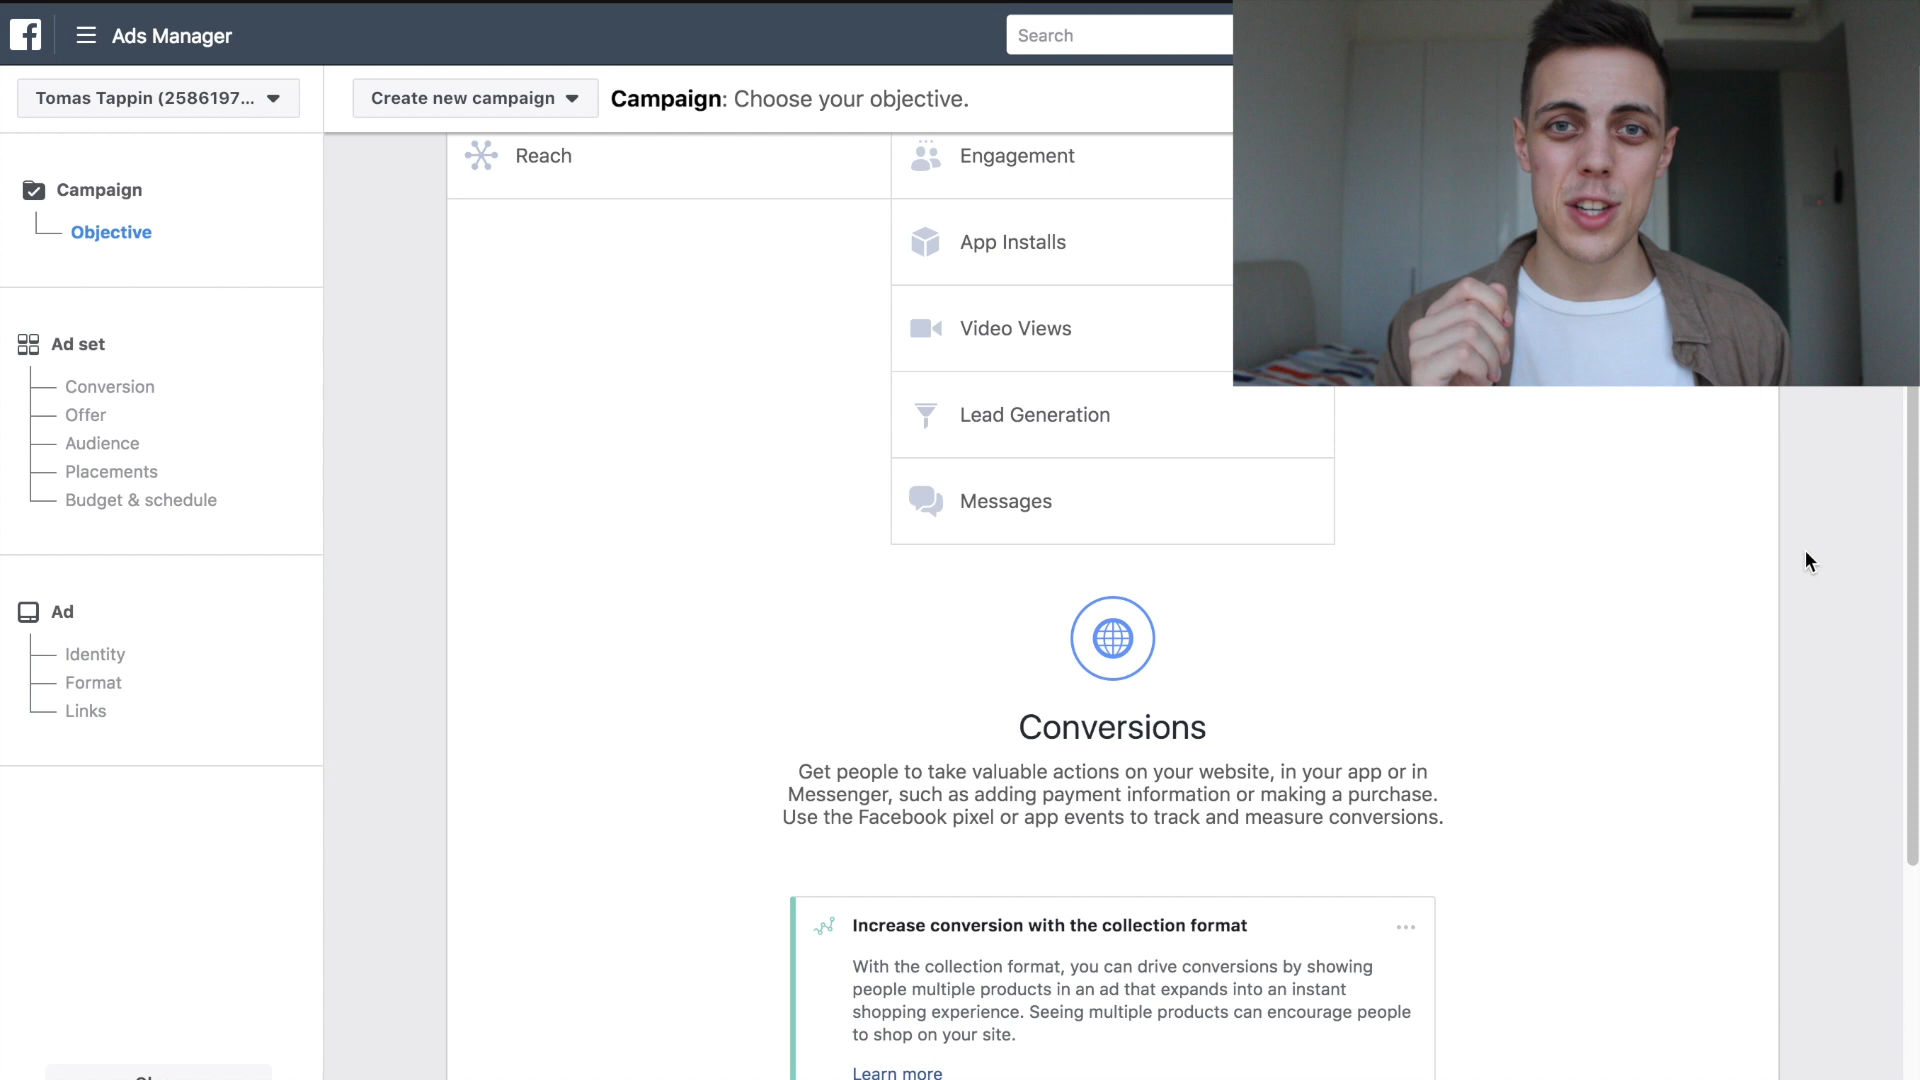 Ads Manager
Search
Tomas Tappin (2586197...
Create new campaign
Campaign: Choose your objective.
Campaign
Objective
Ad set
Conversion
Offer
Audience
Placements
Budget & schedule
Ad
Identity
Format
Links
Reach
Engagement
App Installs
Video Views
Lead Generation
Messages
Conversions
Get people to take valuable actions on your website, in your app or in
Messenger, such as adding payment information or making a purchase.
Use the Facebook pixel or app events to track and measure conversions.
Increase conversion with the collection format
With the collection format, you can drive conversions by showing
people multiple products in an ad that expands into an instant
shopping experience. Seeing multiple products can encourage people
to shop on your site.
Learn more